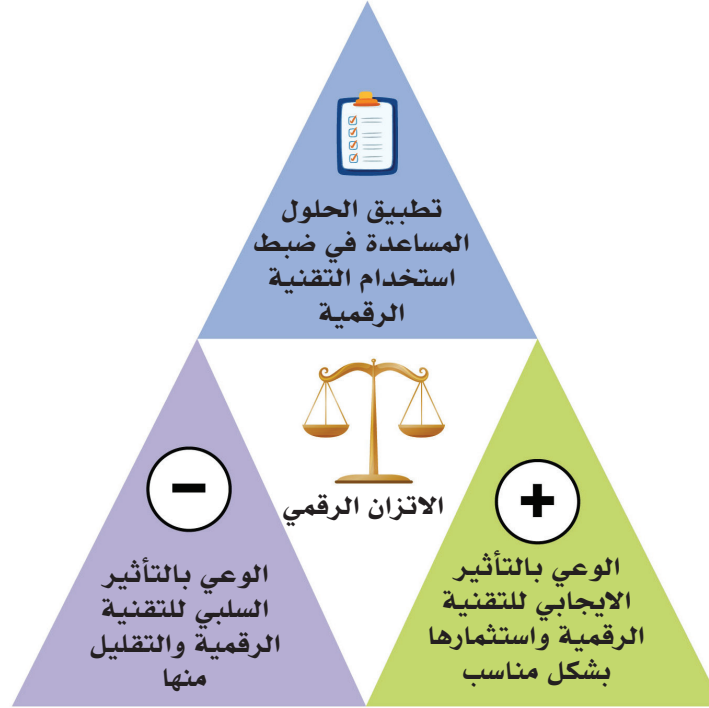 تطبيق الحلول
المساعدة في ضبط
استخدام التقنية
الرقمية
الاتزان الرقمي
الوعي بالتأثير
الايجابي للتقنية
الرقمية واستثمارها
بشكل مناسب
الوعي بالتأثير
السلبي للتقنية
الرقمية والتقليل
منها